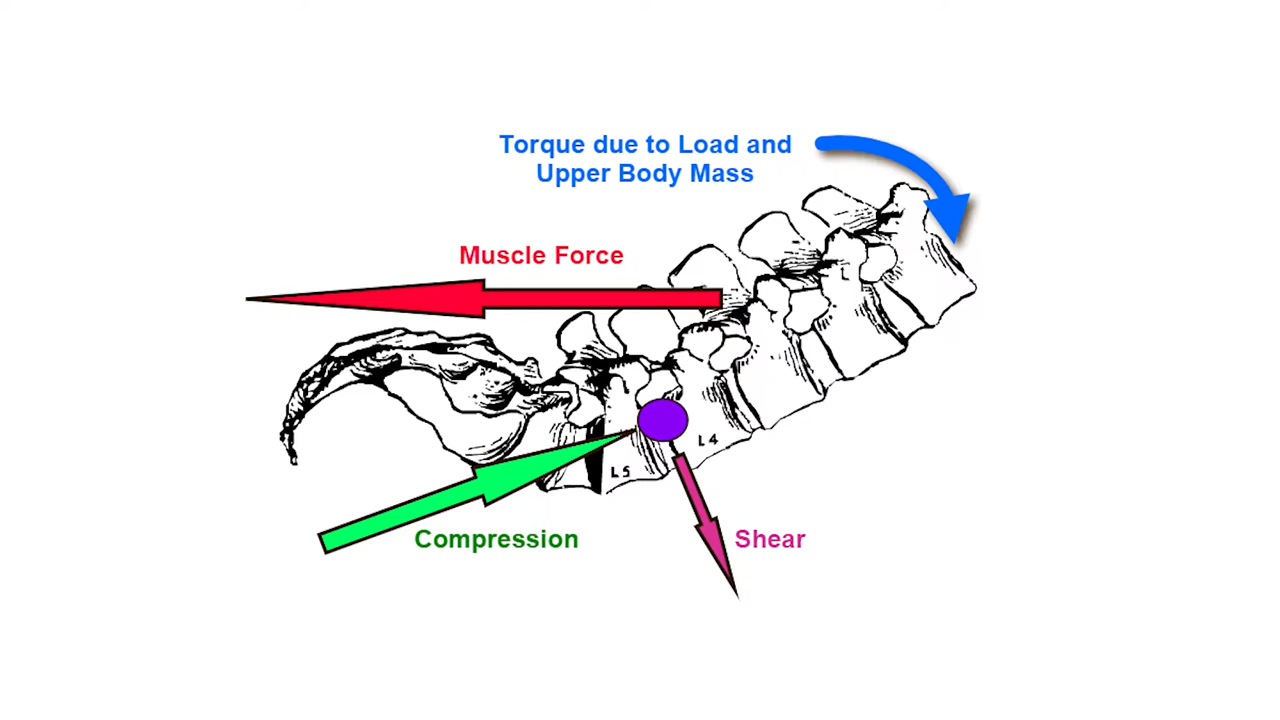 Torque due to Load and
Upper Body Mass
Muscle Force
L4
L5
Compression
Shear